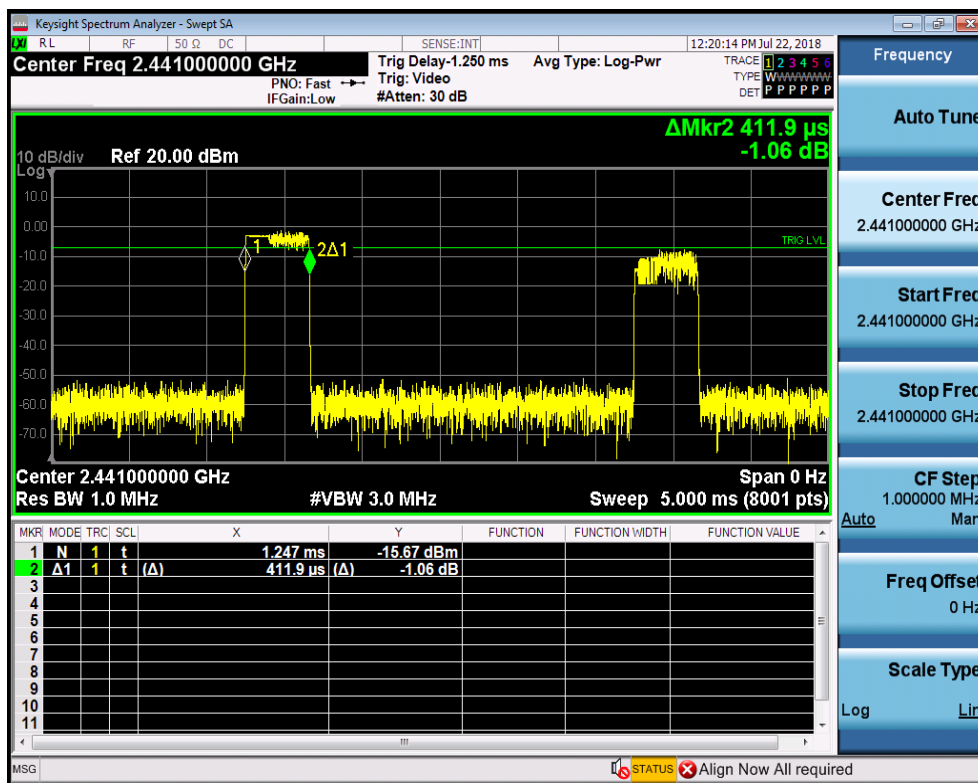 Keysight Spectrum Analyzer - Swept SA
LXI RL RF 50 Ω DC SENSE:INT 12:20:14 PM Jul 22, 2018
Center Freq 2.441000000 GHz
PNO: Fast
IFGain:Low
Trig Delay-1.250 ms
Trig: Video
#Atten: 30 dB
Avg Type: Log-Pwr
TRACE 1 2 3 4 5 6
TYPE WWWWWW
DET P P P P P P
ΔMkr2 411.9 µs
-1.06 dB
10 dB/div Ref 20.00 dBm
Log
10.0
0.00
-10.0
-20.0
-30.0
-40.0
-50.0
-60.0
-70.0
1
2Δ1
TRIG LVL
Center 2.441000000 GHz Span 0 Hz
Res BW 1.0 MHz #VBW 3.0 MHz Sweep 5.000 ms (8001 pts)
MKR MODE TRC SCL X Y FUNCTION FUNCTION WIDTH FUNCTION VALUE
1 N 1 t 1.247 ms -15.67 dBm
2 Δ1 1 t (Δ) 411.9 µs (Δ) -1.06 dB
3
4
5
6
7
8
9
10
11
MSG STATUS Align Now All required
Frequency
Auto Tune
Center Freq
2.441000000 GHz
Start Freq
2.441000000 GHz
Stop Freq
2.441000000 GHz
CF Step
1.000000 MHz
Auto Man
Freq Offset
0 Hz
Scale Type
Log Lin